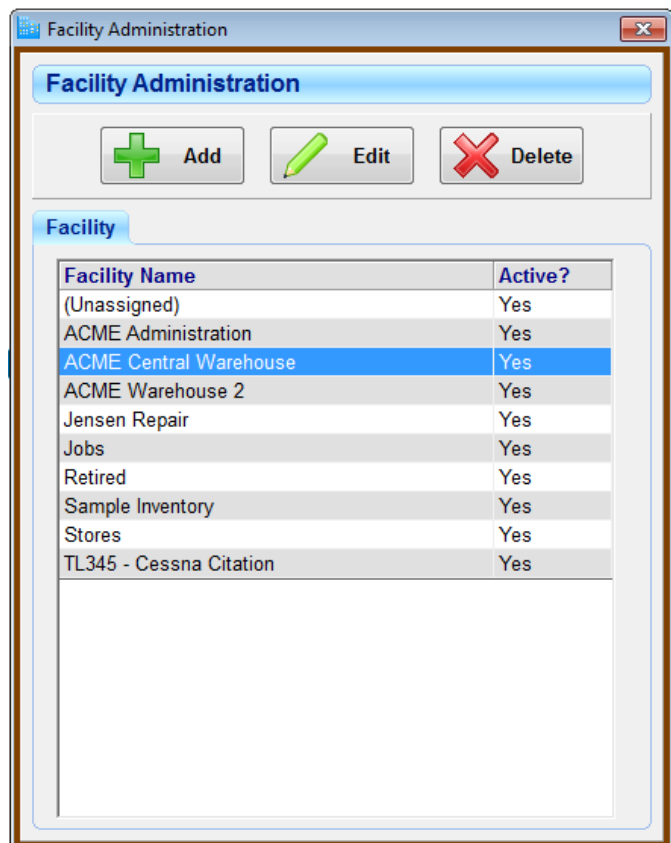 Facility Administration
Facility Administration
Add Edit Delete
Facility
Facility Name Active?
(Unassigned) Yes
ACME Administration Yes
ACME Central Warehouse Yes
ACME Warehouse 2 Yes
Jensen Repair Yes
Jobs Yes
Retired Yes
Sample Inventory Yes
Stores Yes
TL345 - Cessna Citation Yes